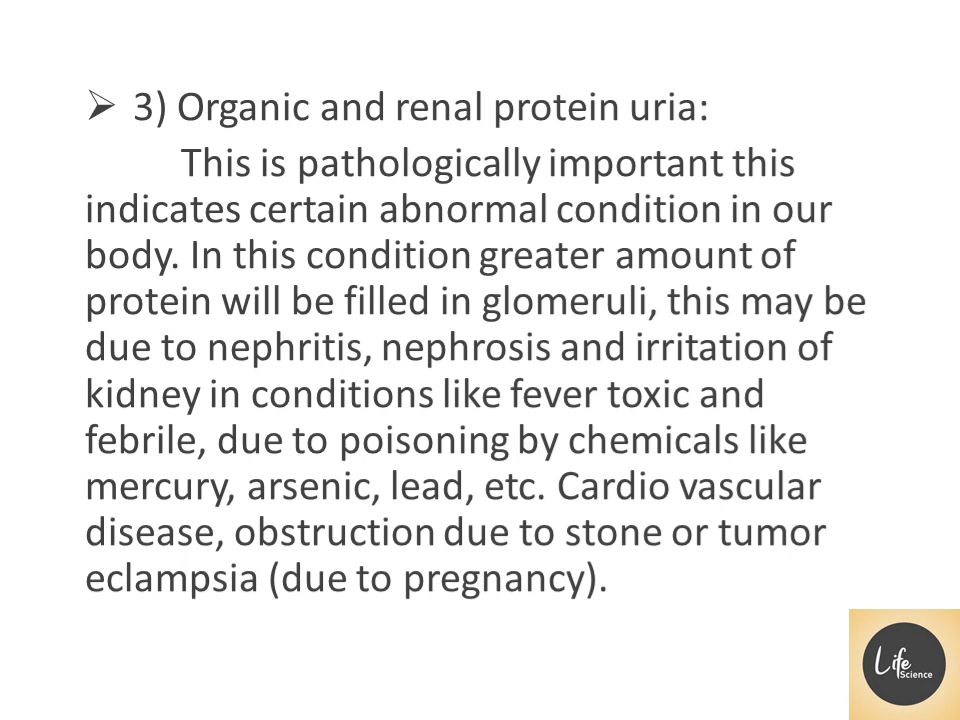 ➢ 3) Organic and renal protein uria:
This is pathologically important this
indicates certain abnormal condition in our
body. In this condition greater amount of
protein will be filled in glomeruli, this may be
due to nephritis, nephrosis and irritation of
kidney in conditions like fever toxic and
febrile, due to poisoning by chemicals like
mercury, arsenic, lead, etc. Cardio vascular
disease, obstruction due to stone or tumor
eclampsia (due to pregnancy).
Life
Science